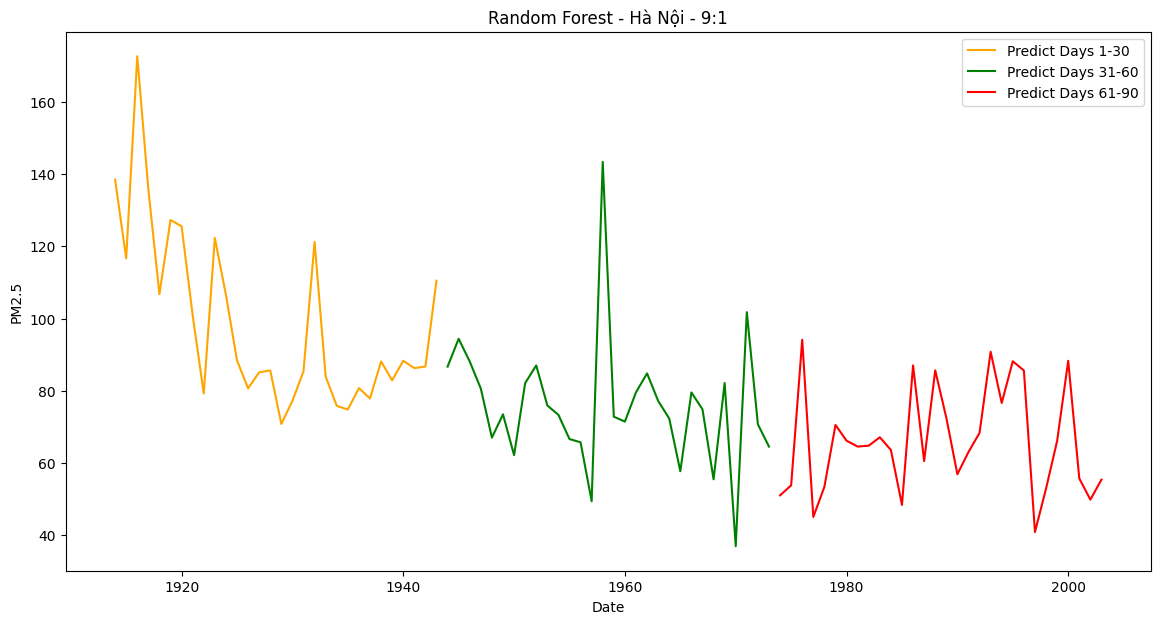 Random Forest - Hà Nội - 9:1
Predict Days 1-30
Predict Days 31-60
Predict Days 61-90
PM2.5
160
140
120
100
80
60
40
1920
1940
1960
1980
2000
Date